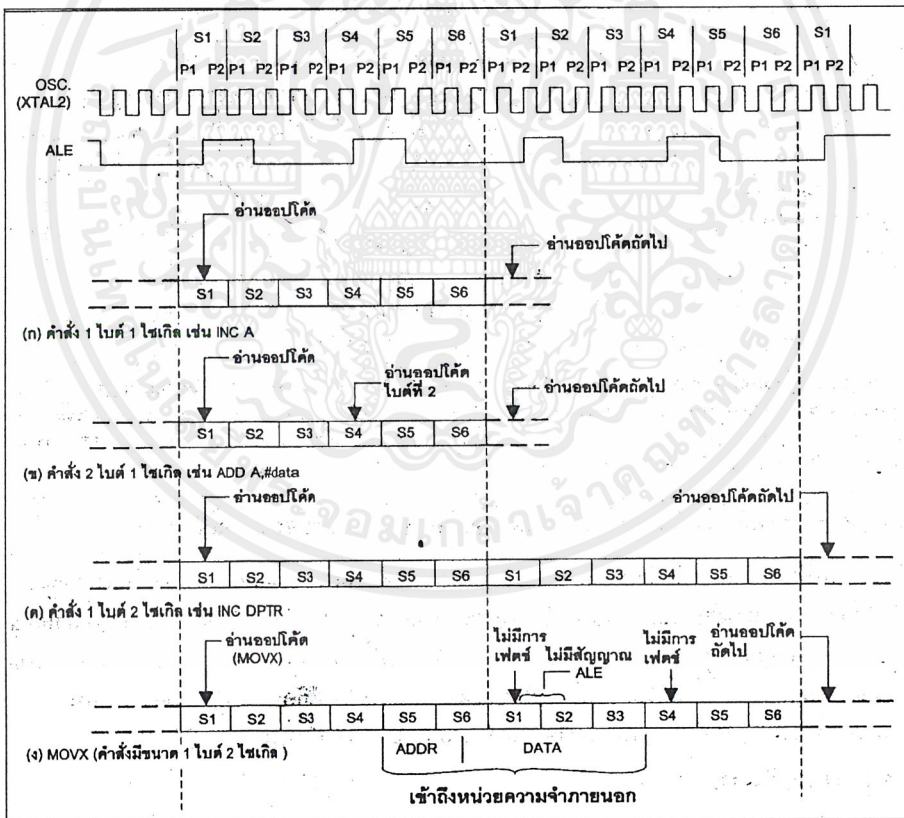 S1 S2 S3 S4 S5 S6 S1 S2 S3 S4 S5 S6 S1
P1 P2 P1 P2 P1 P2 P1 P2 P1 P2 P1 P2 P1 P2 P1 P2 P1 P2 P1 P2 P1 P2 P1 P2 P1 P2
OSC.
(XTAL2)
ALE
อ่านออปโค้ด
อ่านออปโค้ดถัดไป
S1 S2 S3 S4 S5 S6
(ก) คำสั่ง 1 ไบต์ 1 ไซเกิล เช่น INC A
อ่านออปโค้ด
อ่านออปโค้ด
ไบต์ที่ 2
อ่านออปโค้ดถัดไป
S1 S2 S3 S4 S5 S6
(ข) คำสั่ง 2 ไบต์ 1 ไซเกิล เช่น ADD A,#data
อ่านออปโค้ด
อ่านออปโค้ดถัดไป
S1 S2 S3 S4 S5 S6 S1 S2 S3 S4 S5 S6
(ค) คำสั่ง 1 ไบต์ 2 ไซเกิล เช่น INC DPTR
อ่านออปโค้ด
(MOVX)
ไม่มีการ
เฟตช์
ไม่มีสัญญาณ
ALE
ไม่มีการ
เฟตช์
อ่านออปโค้ด
ถัดไป
S1 S2 S3 S4 S5 S6 S1 S2 S3 S4 S5 S6
(ง) MOVX (คำสั่งมีขนาด 1 ไบต์ 2 ไซเกิล )
ADDR DATA
เข้าถึงหน่วยความจำภายนอก